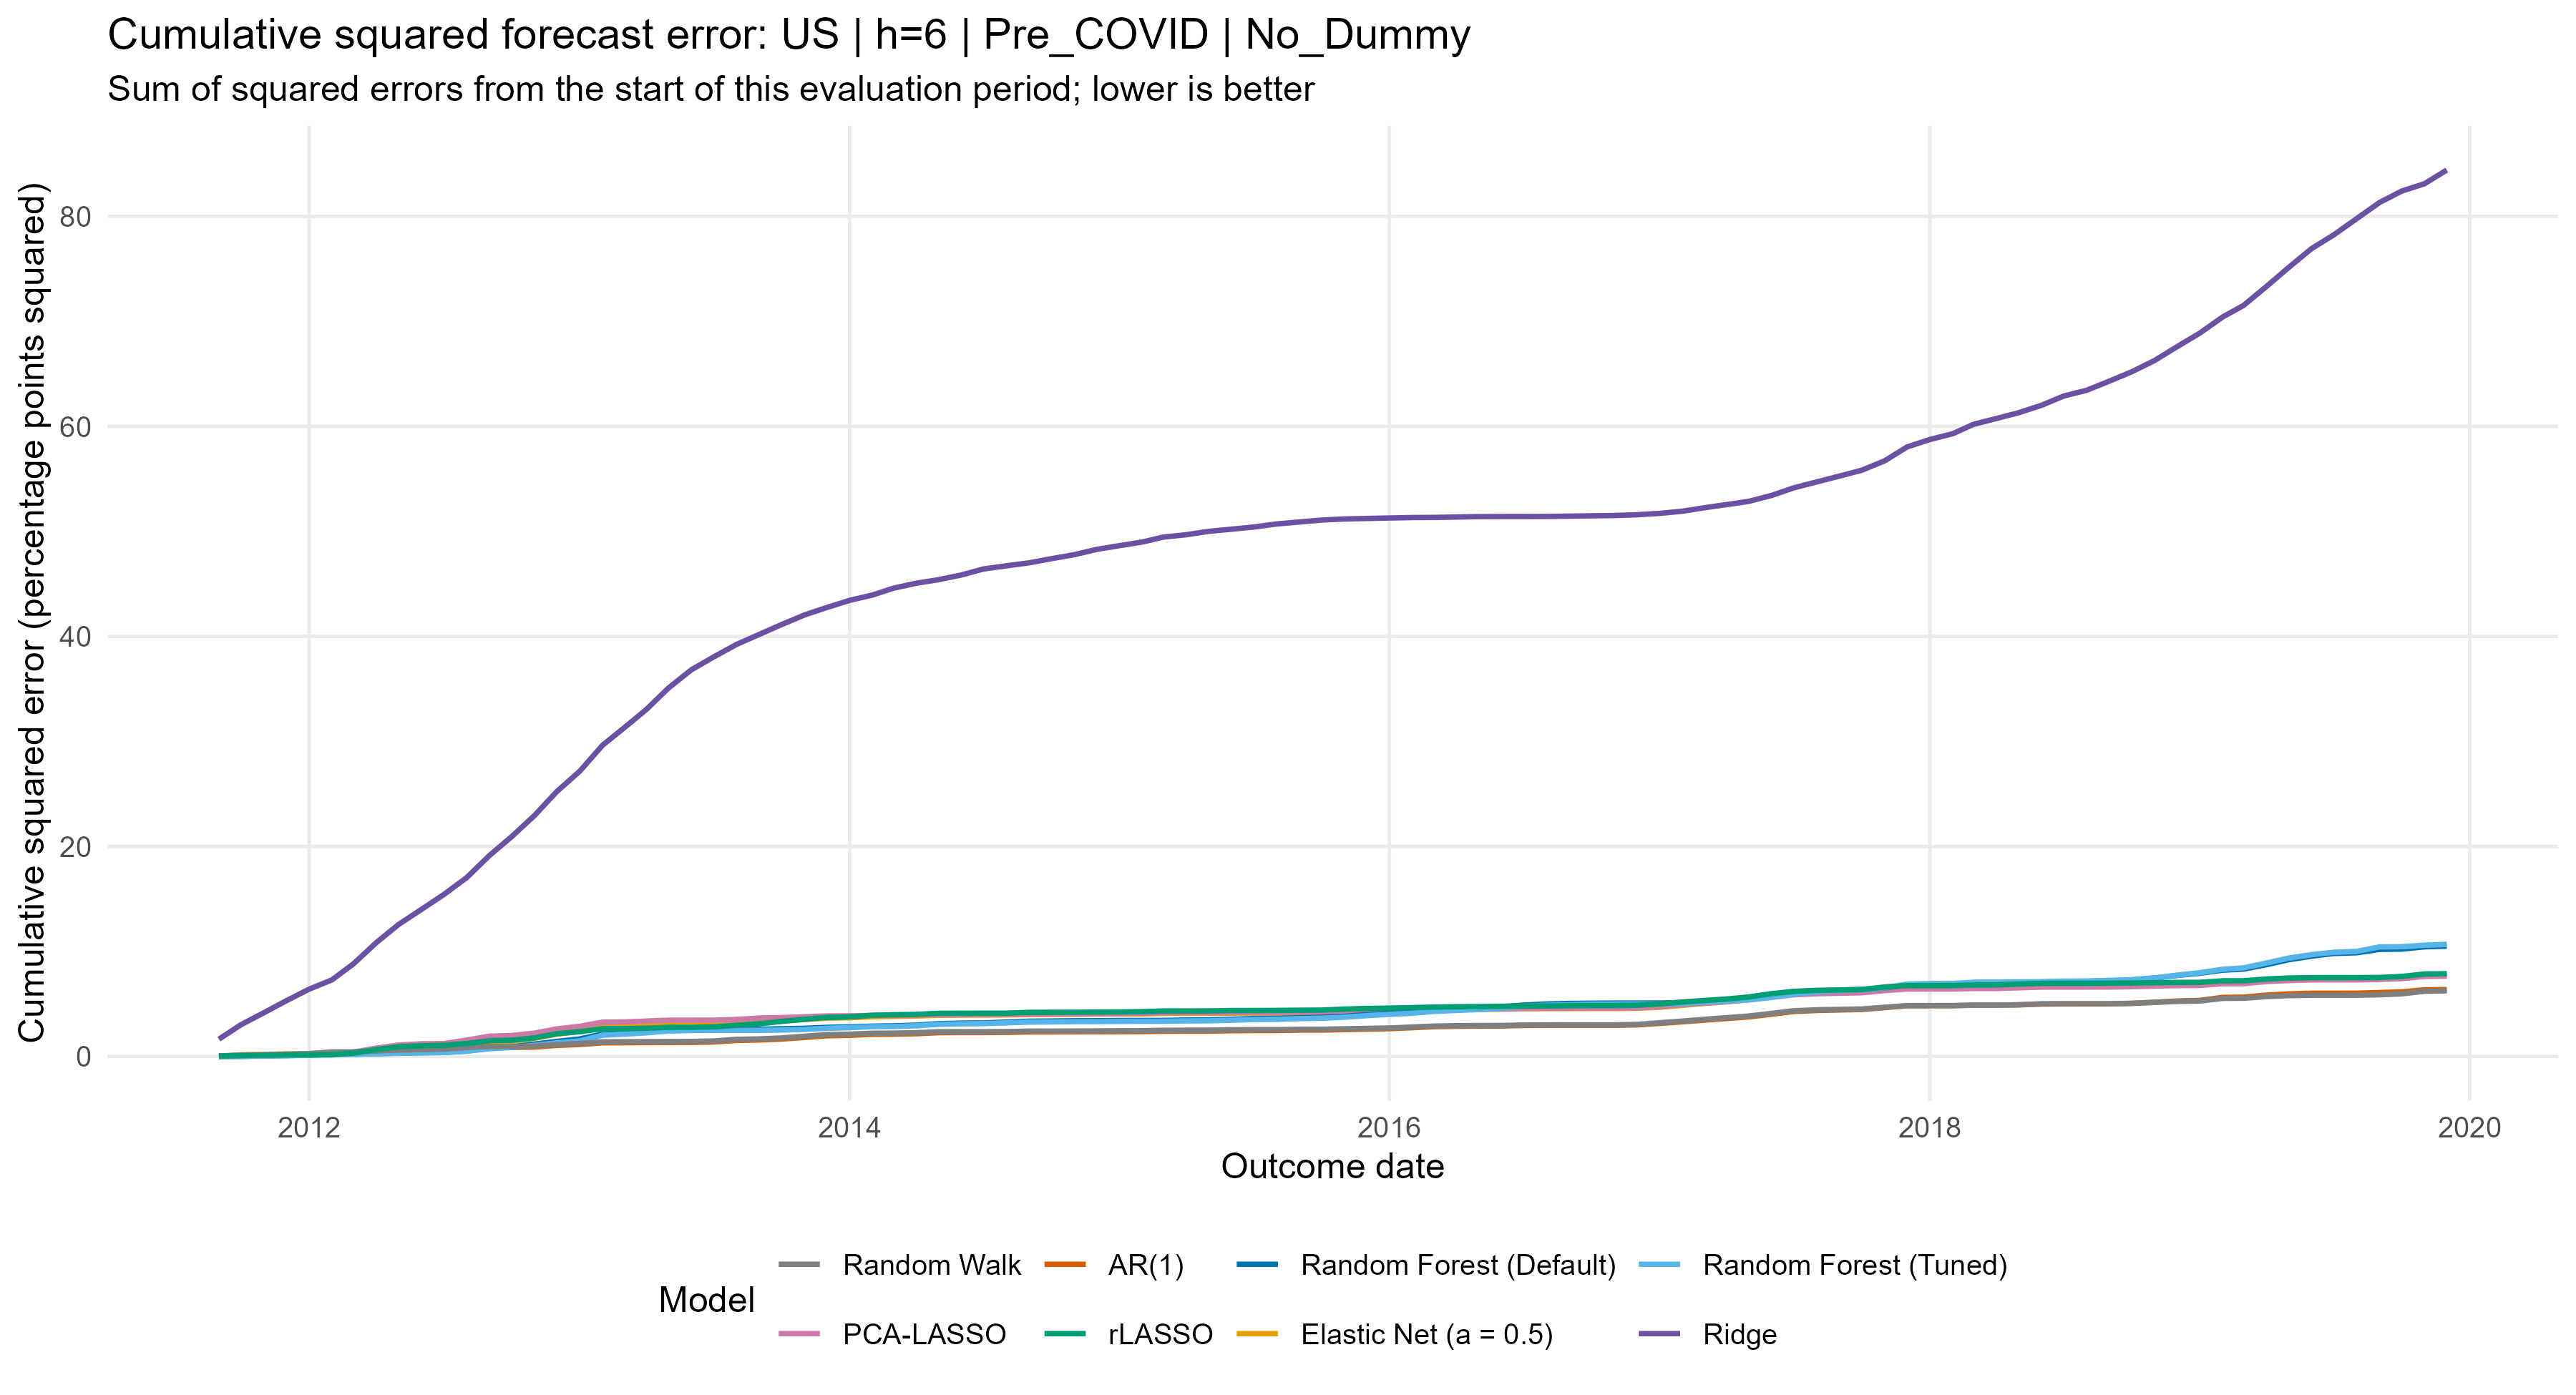 Cumulative squared forecast error: US | h=6 | Pre_COVID | No_Dummy
Sum of squared errors from the start of this evaluation period; lower is better
Cumulative squared error (percentage points squared)
80
60
40
20
0
2012 2014 2016 2018 2020
Outcome date
Model
Random Walk AR(1) Random Forest (Default) Random Forest (Tuned)
PCA-LASSO rLASSO Elastic Net (a = 0.5) Ridge